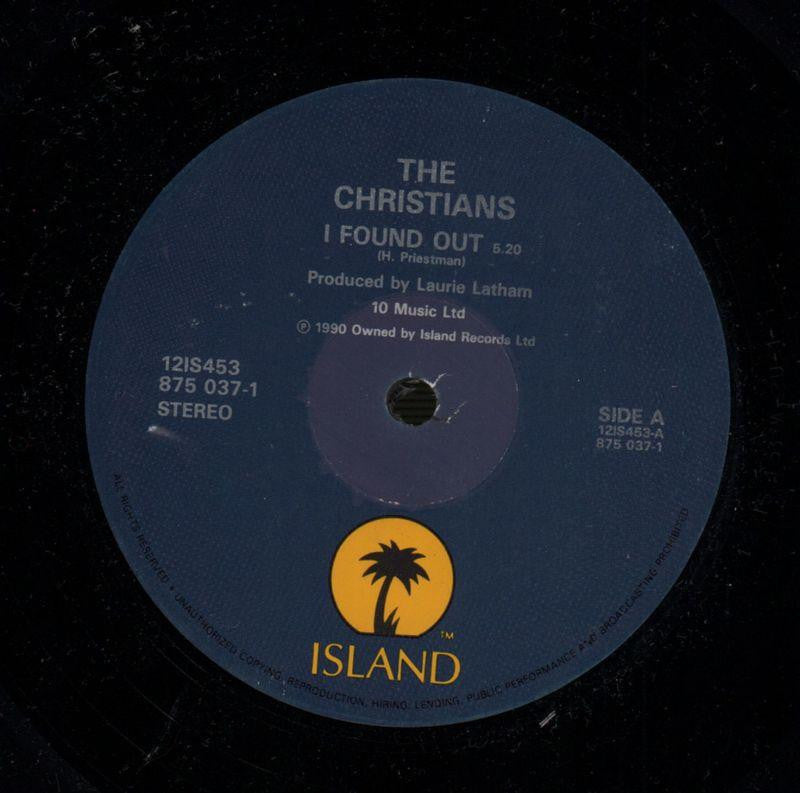 THE
CHRISTIANS
I FOUND OUT 5.20
(H. Priestman)
Produced by Laurie Latham
10 Music Ltd
℗ 1990 Owned by Island Records Ltd
12IS453
875 037-1
STEREO
SIDE A
12IS453-A
875 037-1
ISLAND TM
ALL RIGHTS RESERVED • UNAUTHORIZED COPYING, REPRODUCTION, HIRING, LENDING, PUBLIC PERFORMANCE AND BROADCASTING PROHIBITED